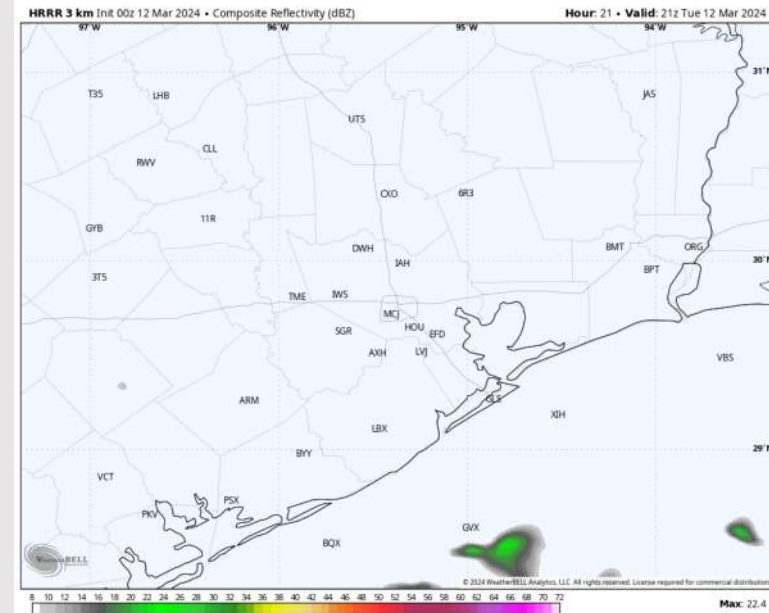 HRRR 3 km Init 00z 12 Mar 2024 • Composite Reflectivity (dBZ) Hour: 21 • Valid: 21z Tue 12 Mar 2024
97°W 96°W 95°W 94°W
31°N
T35 LHB JAS
UTS
CLL
RWV
CXO 6R3
11R
GYB
DWH BMT ORG
IAH
30°N
3T5 BPT
TME IWS
MCJ
SGR HOU EFD
AXH LVJ VBS
ARM GLS
XIH
LBX
29°N
BYY
VCT
PKV PSX
GVX
BQX
WEATHERBELL
© 2024 WeatherBELL Analytics, LLC. All rights reserved. License required for commercial distribution
8 10 12 14 16 18 20 22 24 26 28 30 32 34 36 38 40 42 44 46 48 50 52 54 56 58 60 62 64 66 68 70 72
Max: 22.4